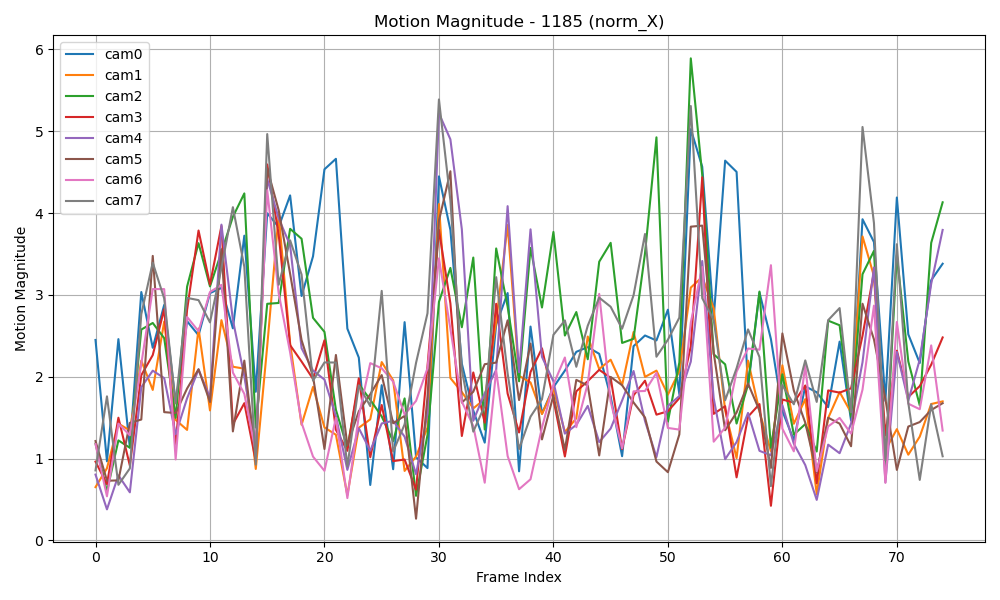 Motion Magnitude - 1185 (norm_X)
Motion Magnitude
6
5
4
3
2
1
0
cam0
cam1
cam2
cam3
cam4
cam5
cam6
cam7
0 10 20 30 40 50 60 70
Frame Index